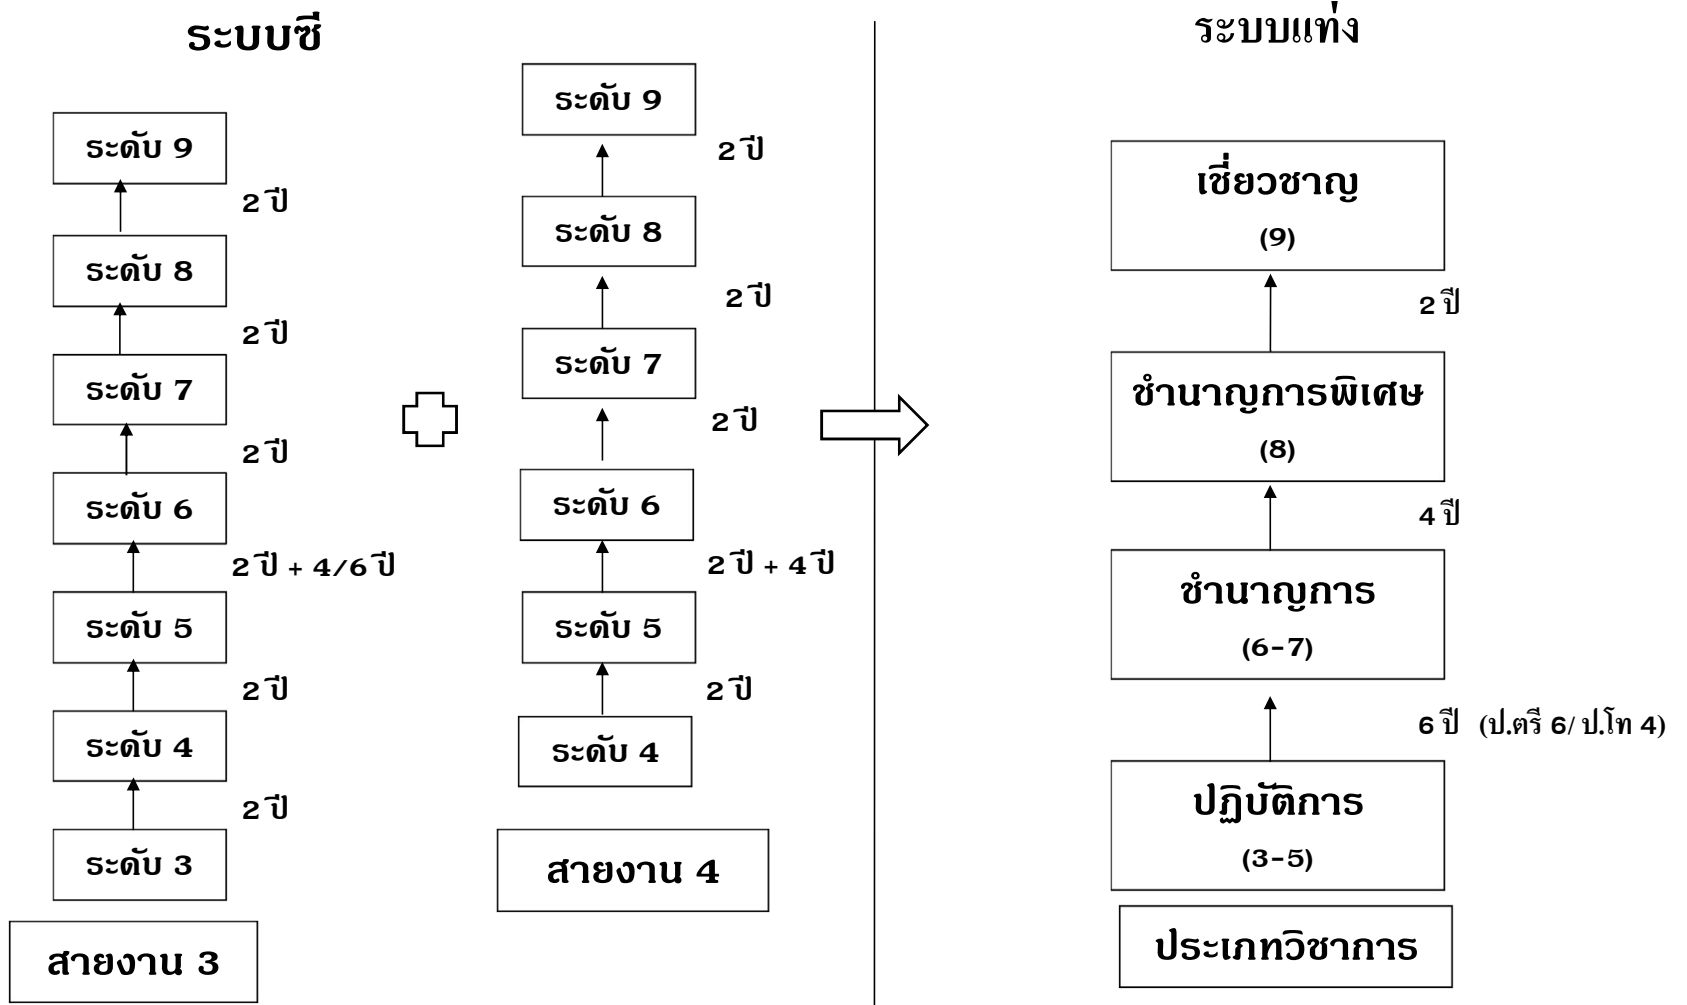 ระบบซี
ระดับ 9
2 ปี
ระดับ 8
2 ปี
ระดับ 7
2 ปี
ระดับ 6
2 ปี + 4/6 ปี
ระดับ 5
2 ปี
ระดับ 4
2 ปี
ระดับ 3
สายงาน 3
ระดับ 9
2 ปี
ระดับ 8
2 ปี
ระดับ 7
2 ปี
ระดับ 6
2 ปี + 4 ปี
ระดับ 5
2 ปี
ระดับ 4
สายงาน 4
ระบบแท่ง
เชี่ยวชาญ
(9)
2 ปี
ชำนาญการพิเศษ
(8)
4 ปี
ชำนาญการ
(6-7)
6 ปี (ป.ตรี 6/ ป.โท 4)
ปฏิบัติการ
(3-5)
ประเภทวิชาการ